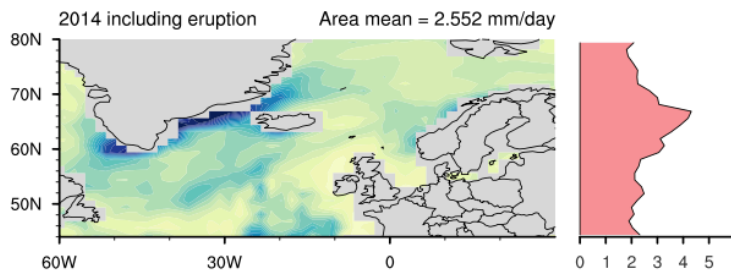 2014 including eruption Area mean = 2.552 mm/day
80N
70N
60N
50N
60W 30W 0 0 1 2 3 4 5